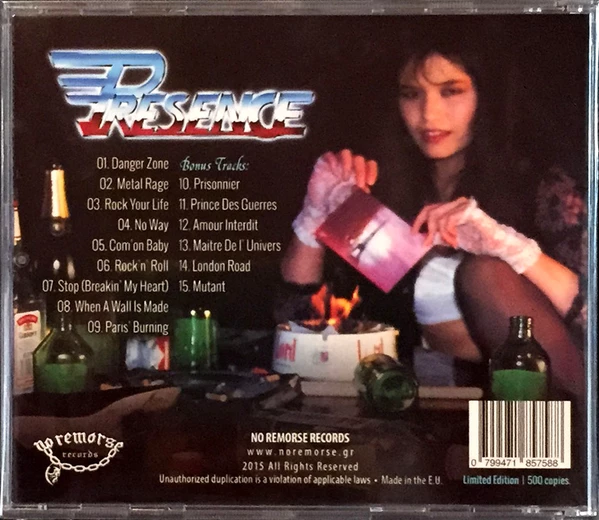 PRESENCE
01. Danger Zone
02. Metal Rage
03. Rock Your Life
04. No Way
05. Com'on Baby
06. Rock'n' Roll
07. Stop (Breakin' My Heart)
08. When A Wall Is Made
09. Paris' Burning
Bonus Tracks:
10. Prisonnier
11. Prince Des Guerres
12. Amour Interdit
13. Maitre De l' Univers
14. London Road
15. Mutant
no remorse
records
NO REMORSE RECORDS
www.noremorse.gr
2015 All Rights Reserved
Unauthorized duplication is a violation of applicable laws • Made in the E.U.
0 799471 857588
Limited Edition | 500 copies.